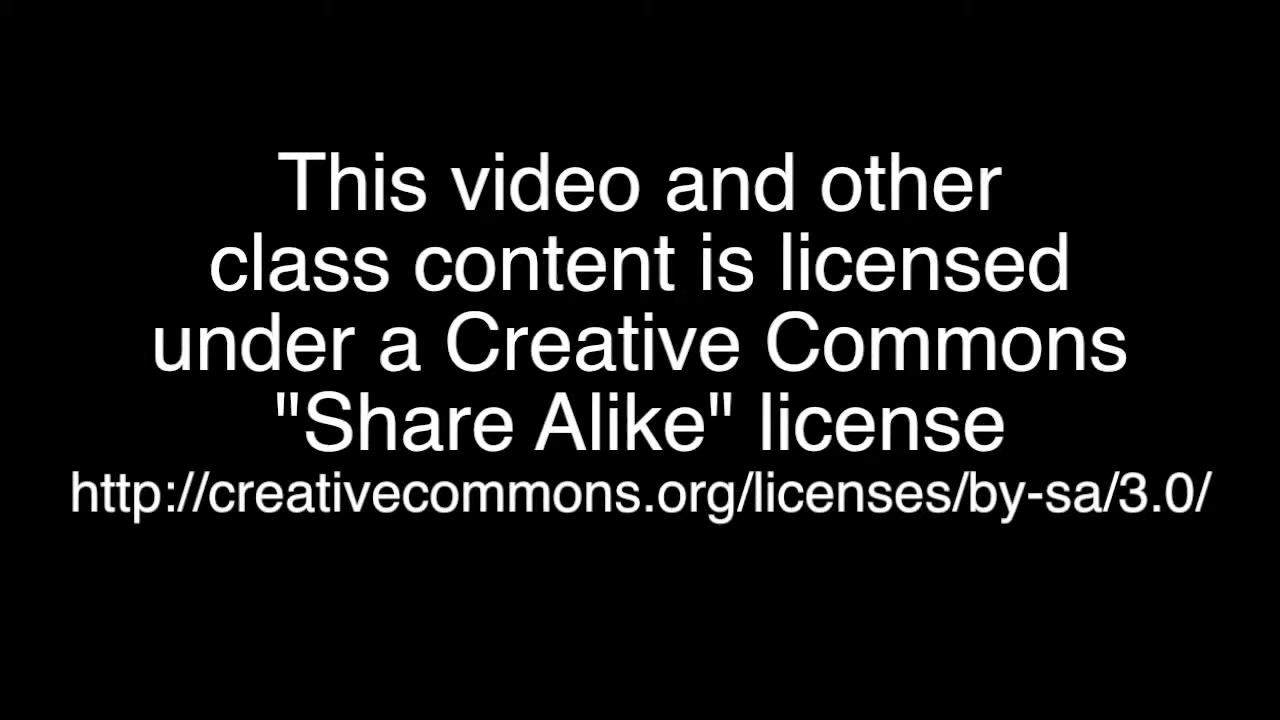 This video and other
class content is licensed
under a Creative Commons
"Share Alike" license
http://creativecommons.org/licenses/by-sa/3.0/